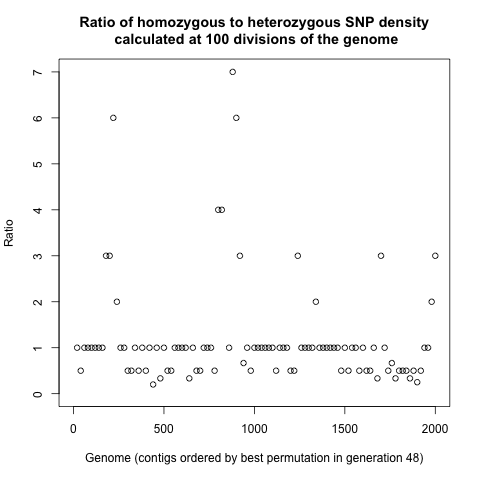 Ratio of homozygous to heterozygous SNP density
calculated at 100 divisions of the genome
7
6
5
4
3
2
1
0
Ratio
0 500 1000 1500 2000
Genome (contigs ordered by best permutation in generation 48)